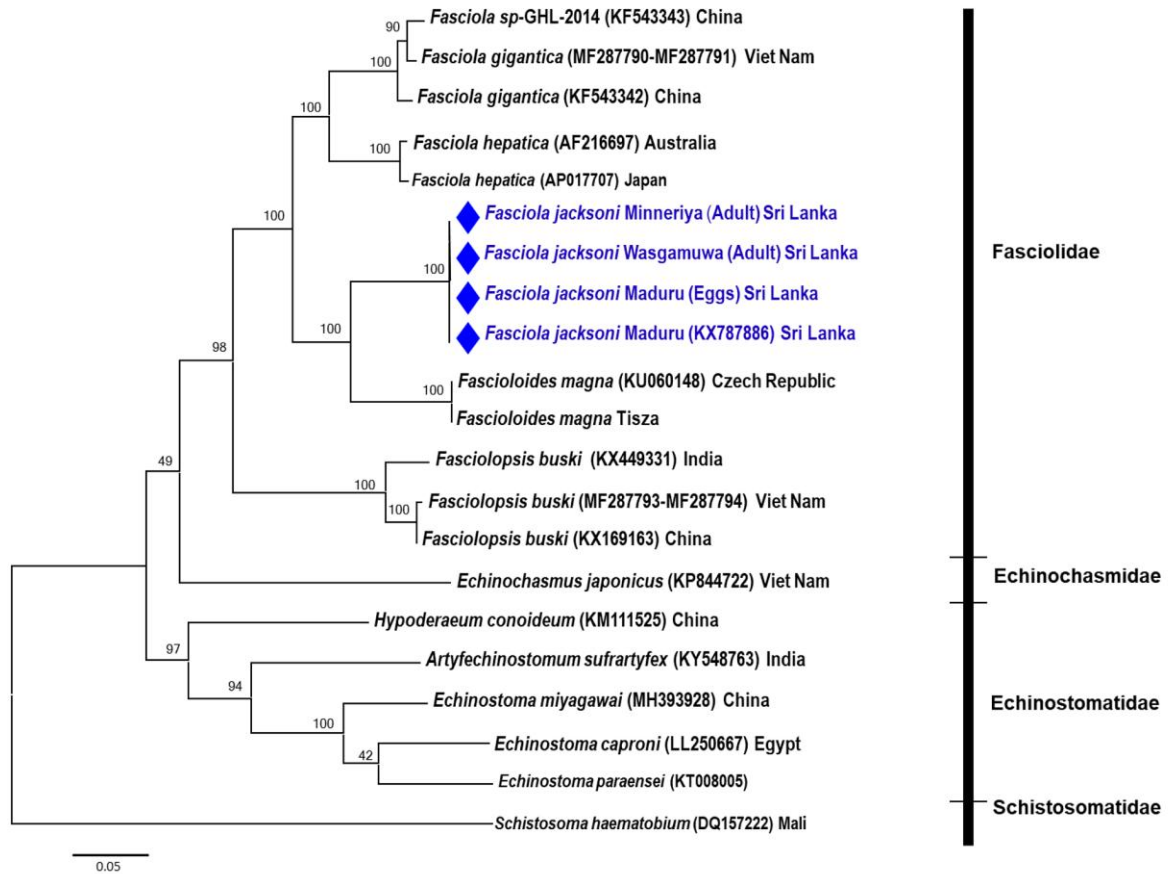 Fasciola sp-GHL-2014 (KF543343) China
90
Fasciola gigantica (MF287790-MF287791) Viet Nam
100
Fasciola gigantica (KF543342) China
100
Fasciola hepatica (AF216697) Australia
100
Fasciola hepatica (AP017707) Japan
100
Fasciola jacksoni Minneriya (Adult) Sri Lanka
Fasciola jacksoni Wasgamuwa (Adult) Sri Lanka
Fasciolidae
100
Fasciola jacksoni Maduru (Eggs) Sri Lanka
100
Fasciola jacksoni Maduru (KX787886) Sri Lanka
98
Fascioloides magna (KU060148) Czech Republic
100
Fascioloides magna Tisza
49
Fasciolopsis buski (KX449331) India
100
Fasciolopsis buski (MF287793-MF287794) Viet Nam
100
Fasciolopsis buski (KX169163) China
Echinochasmus japonicus (KP844722) Viet Nam
Echinochasmidae
Hypoderaeum conoideum (KM111525) China
97
Artyfechinostomum sufrartyfex (KY548763) India
94
Echinostoma miyagawai (MH393928) China
Echinostomatidae
100
Echinostoma caproni (LL250667) Egypt
42
Echinostoma paraensei (KT008005)
Schistosomatidae
Schistosoma haematobium (DQ157222) Mali
0.05